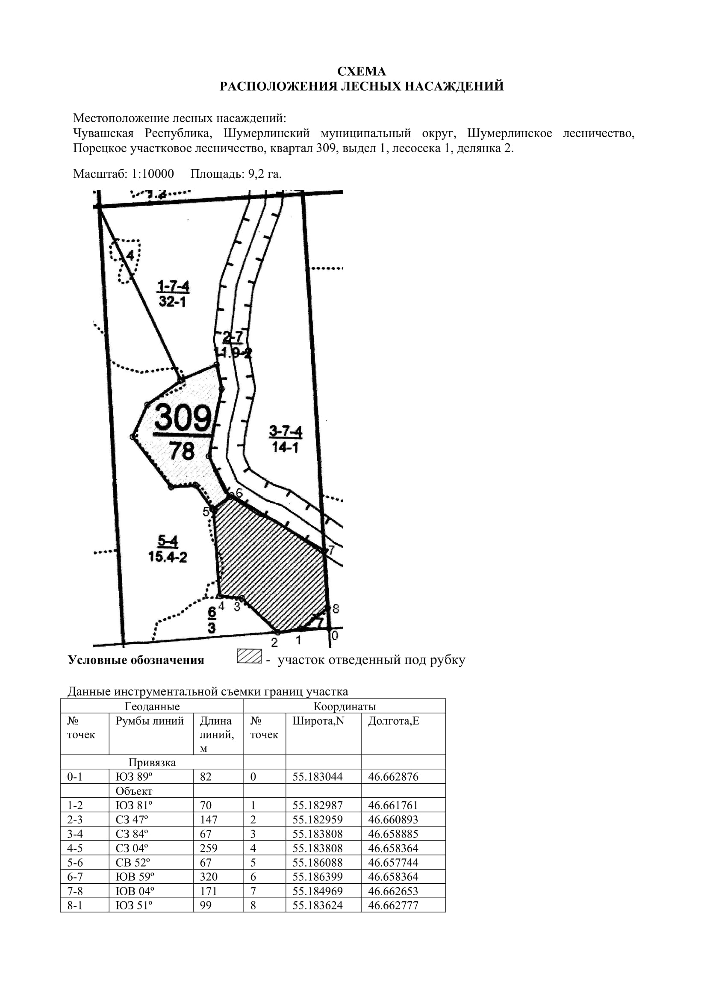 СХЕМА
РАСПОЛОЖЕНИЯ ЛЕСНЫХ НАСАЖДЕНИЙ
Местоположение лесных насаждений:
Чувашская Республика, Шумерлинский муниципальный округ, Шумерлинское лесничество,
Порецкое участковое лесничество, квартал 309, выдел 1, лесосека 1, делянка 2.
Масштаб: 1:10000 Площадь: 9,2 га.
4
1-7-4
32-1
2-7
11.9-2
309
78
3-7-4
14-1
6
5
5-4
15.4-2
7
4 3
8
6
3
7
2 1 0
Условные обозначения - участок отведенный под рубку
Данные инструментальной съемки границ участка
Геоданные Координаты
№ точек Румбы линий Длина линий, м № точек Широта,N Долгота,E
Привязка
0-1 ЮЗ 89º 82 0 55.183044 46.662876
Объект
1-2 ЮЗ 81º 70 1 55.182987 46.661761
2-3 СЗ 47º 147 2 55.182959 46.660893
3-4 СЗ 84º 67 3 55.183808 46.658885
4-5 СЗ 04º 259 4 55.183808 46.658364
5-6 СВ 52º 67 5 55.186088 46.657744
6-7 ЮВ 59º 320 6 55.186399 46.658364
7-8 ЮВ 04º 171 7 55.184969 46.662653
8-1 ЮЗ 51º 99 8 55.183624 46.662777